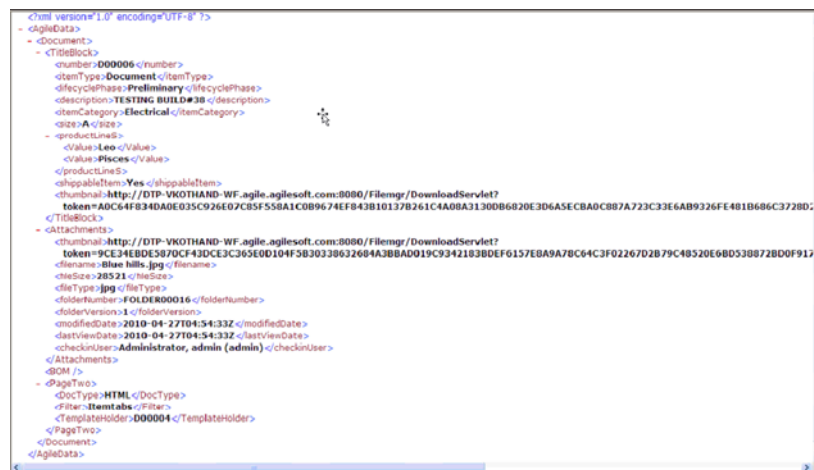 <?xml version="1.0" encoding="UTF-8" ?>
- <AgileData>
- <Document>
- <TitleBlock>
<number>D00006</number>
<itemType>Document</itemType>
<lifecyclePhase>Preliminary</lifecyclePhase>
<description>TESTING BUILD#38</description>
<itemCategory>Electrical</itemCategory>
<size>A</size>
- <productLineS>
<Value>Leo</Value>
<Value>Pisces</Value>
</productLineS>
<shippableItem>Yes</shippableItem>
<thumbnail>http://DTP-VKOTHAND-WF.agile.agilesoft.com:8080/Filemgr/DownloadServlet?
token=A0C64F834DA0E035C926E07C85F558A1C0B9674EF843B10137B261C4A08A3130DB6820E3D6A5ECBA0C887A723C33E6AB9326FE481B686C3728D2
</TitleBlock>
- <Attachments>
<thumbnail>http://DTP-VKOTHAND-WF.agile.agilesoft.com:8080/Filemgr/DownloadServlet?
token=9CE34EBDE5870CF43DCE3C365E0D104F5B30338632684A3BBAD019C9342183BDEF6157E8A9A78C64C3F02267D2B79C48520E6BD538872BD0F917
<filename>Blue hills.jpg</filename>
<fileSize>28521</fileSize>
<fileType>jpg</fileType>
<folderNumber>FOLDER00016</folderNumber>
<folderVersion>1</folderVersion>
<modifiedDate>2010-04-27T04:54:33Z</modifiedDate>
<lastViewDate>2010-04-27T04:54:33Z</lastViewDate>
<checkinUser>Administrator, admin (admin)</checkinUser>
</Attachments>
<BOM />
- <PageTwo>
<DocType>HTML</DocType>
<Filter>Itemtabs</Filter>
<TemplateHolder>D00004</TemplateHolder>
</PageTwo>
</Document>
</AgileData>